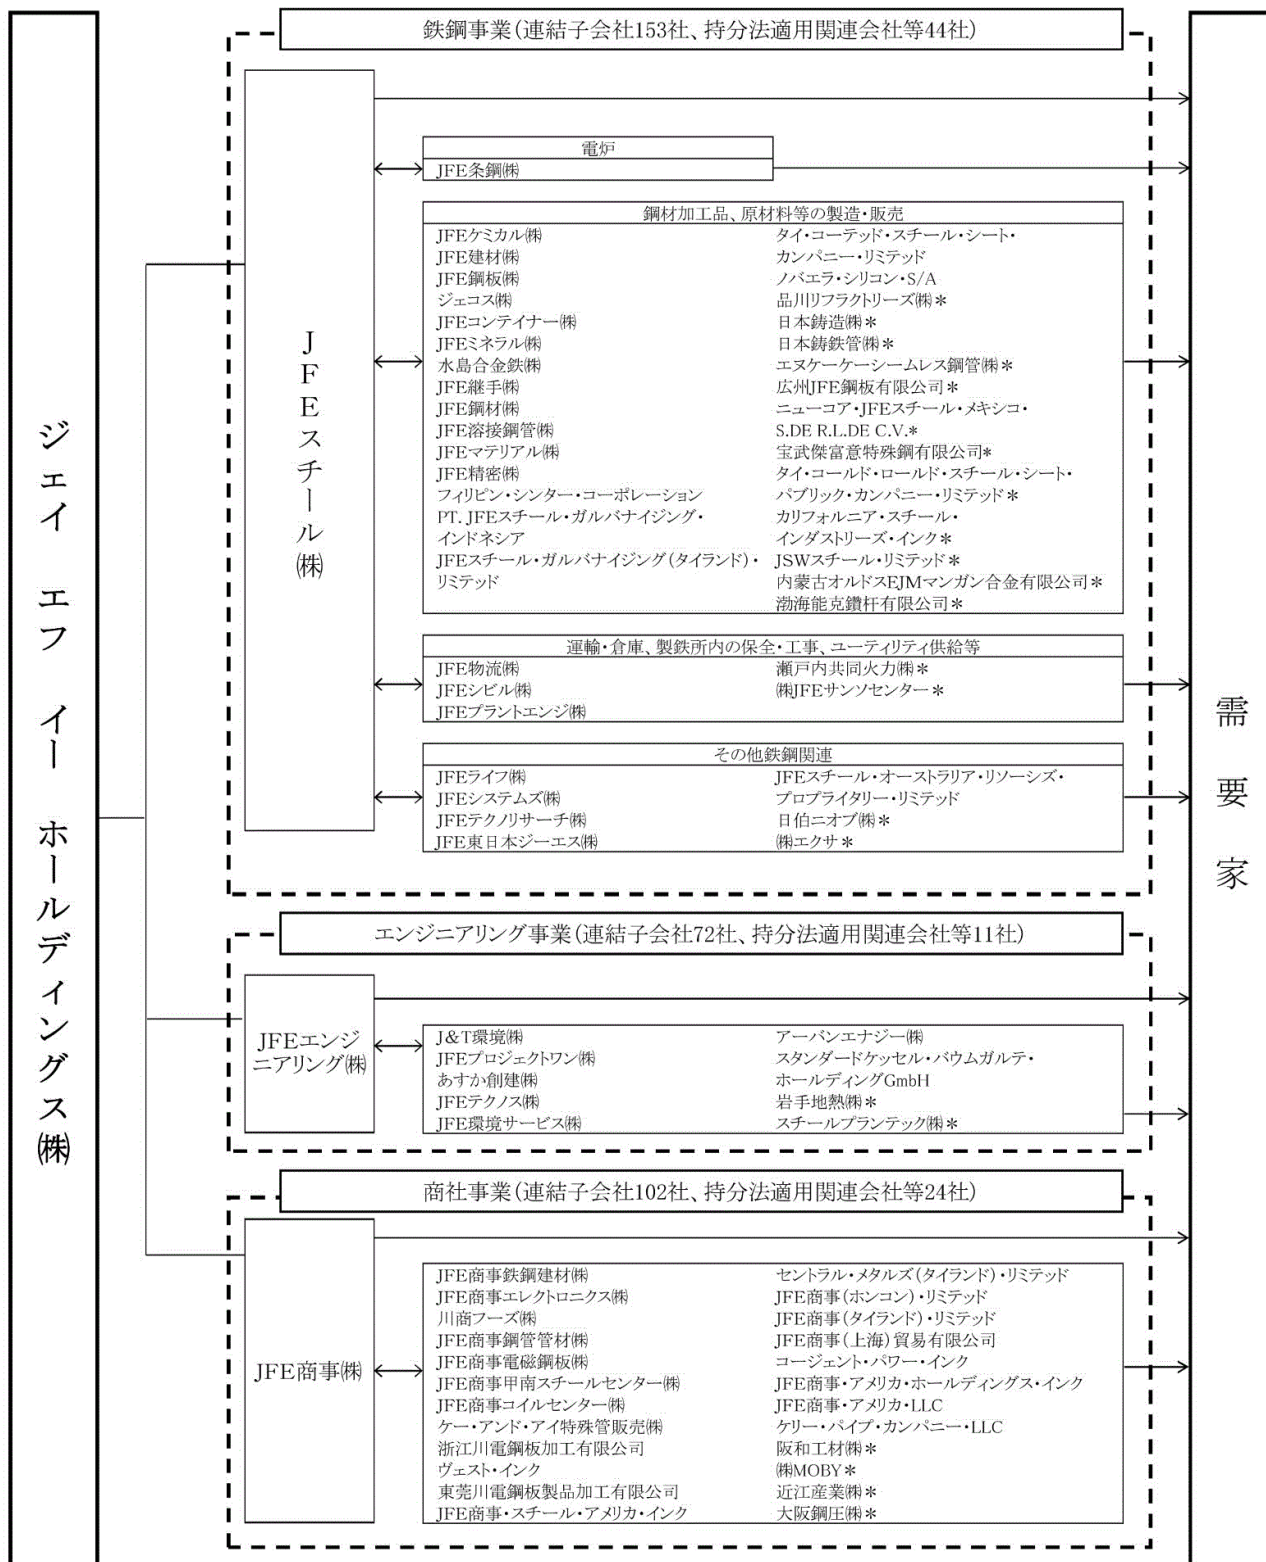 ジェイ エフ イー ホールディングス㈱
鉄鋼事業(連結子会社153社、持分法適用関連会社等44社)
JFEスチール㈱
電炉
JFE条鋼㈱
鋼材加工品、原材料等の製造・販売
JFEケミカル㈱
JFE建材㈱
JFE鋼板㈱
ジェコス㈱
JFEコンテイナー㈱
JFEミネラル㈱
水島合金鉄㈱
JFE継手㈱
JFE鋼材㈱
JFE溶接鋼管㈱
JFEマテリアル㈱
JFE精密㈱
フィリピン・シンター・コーポレーション
PT. JFEスチール・ガルバナイジング・
インドネシア
JFEスチール・ガルバナイジング(タイランド)・
リミテッド
タイ・コーテッド・スチール・シート・
カンパニー・リミテッド
ノバエラ・シリコン・S/A
品川リフラクトリーズ㈱＊
日本鋳造㈱＊
日本鋳鉄管㈱＊
エヌケーケーシームレス鋼管㈱＊
広州JFE鋼板有限公司＊
ニューコア・JFEスチール・メキシコ・
S.DE R.L.DE C.V.*
宝武傑富意特殊鋼有限公司*
タイ・コールド・ロールド・スチール・シート・
パブリック・カンパニー・リミテッド＊
カリフォルニア・スチール・
インダストリーズ・インク＊
JSWスチール・リミテッド＊
内蒙古オルドスEJMマンガン合金有限公司＊
渤海能克鑽杆有限公司＊
運輸・倉庫、製鉄所内の保全・工事、ユーティリティ供給等
JFE物流㈱
JFEシビル㈱
JFEプラントエンジ㈱
瀬戸内共同火力㈱＊
㈱JFEサンソセンター＊
その他鉄鋼関連
JFEライフ㈱
JFEシステムズ㈱
JFEテクノリサーチ㈱
JFE東日本ジーエス㈱
JFEスチール・オーストラリア・リソーシズ・
プロプライタリー・リミテッド
日伯ニオブ㈱＊
㈱エクサ＊
エンジニアリング事業(連結子会社72社、持分法適用関連会社等11社)
JFEエンジ
ニアリング㈱
J&T環境㈱
JFEプロジェクトワン㈱
あすか創建㈱
JFEテクノス㈱
JFE環境サービス㈱
アーバンエナジー㈱
スタンダードケッセル・バウムガルテ・
ホールディングGmbH
岩手地熱㈱＊
スチールプランテック㈱＊
商社事業(連結子会社102社、持分法適用関連会社等24社)
JFE商事㈱
JFE商事鉄鋼建材㈱
JFE商事エレクトロニクス㈱
川商フーズ㈱
JFE商事鋼管管材㈱
JFE商事電磁鋼板㈱
JFE商事甲南スチールセンター㈱
JFE商事コイルセンター㈱
ケー・アンド・アイ特殊管販売㈱
浙江川電鋼板加工有限公司
ヴェスト・インク
東莞川電鋼板製品加工有限公司
JFE商事・スチール・アメリカ・インク
セントラル・メタルズ(タイランド)・リミテッド
JFE商事(ホンコン)・リミテッド
JFE商事(タイランド)・リミテッド
JFE商事(上海)貿易有限公司
コージェント・パワー・インク
JFE商事・アメリカ・ホールディングス・インク
JFE商事・アメリカ・LLC
ケリー・パイプ・カンパニー・LLC
阪和工材㈱＊
㈱MOBY＊
近江産業㈱＊
大阪鋼圧㈱＊
需要家